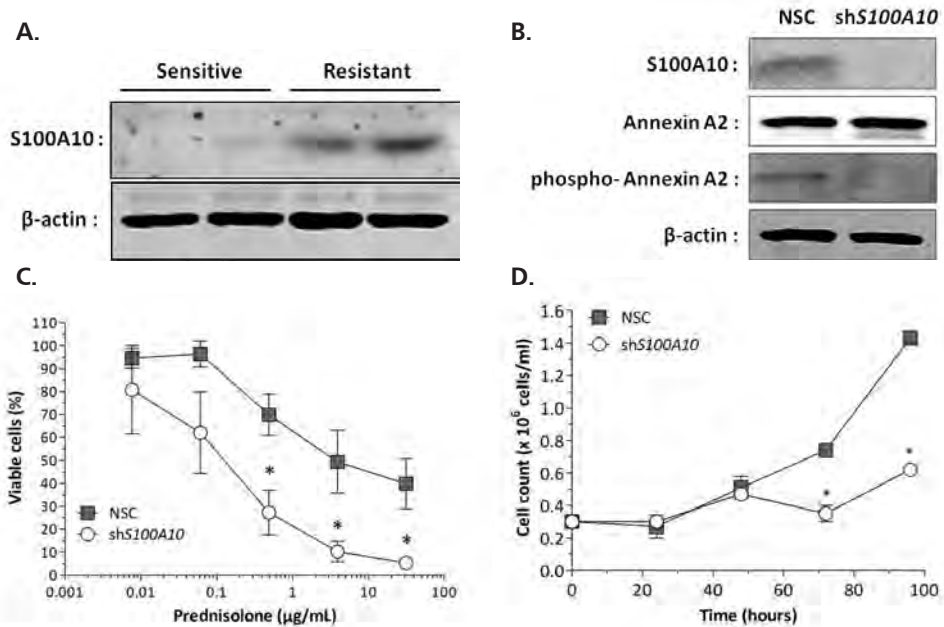 A.
Sensitive Resistant
S100A10 :
β-actin :
B.
NSC shS100A10
S100A10 :
Annexin A2 :
phospho- Annexin A2 :
β-actin :
C.
110
100
90
80
70
60
50
40
30
20
10
0
Viable cells (%)
*
*
*
NSC
shS100A10
0.001 0,01 0,1 1 10 100
Prednisolone (µg/mL)
D.
1.6
1.4
1.2
1.0
0.8
0.6
0.4
0.2
0.0
Cell count (x 10⁶ cells/ml)
NSC
shS100A10
*
*
0 20 40 60 80 100
Time (hours)